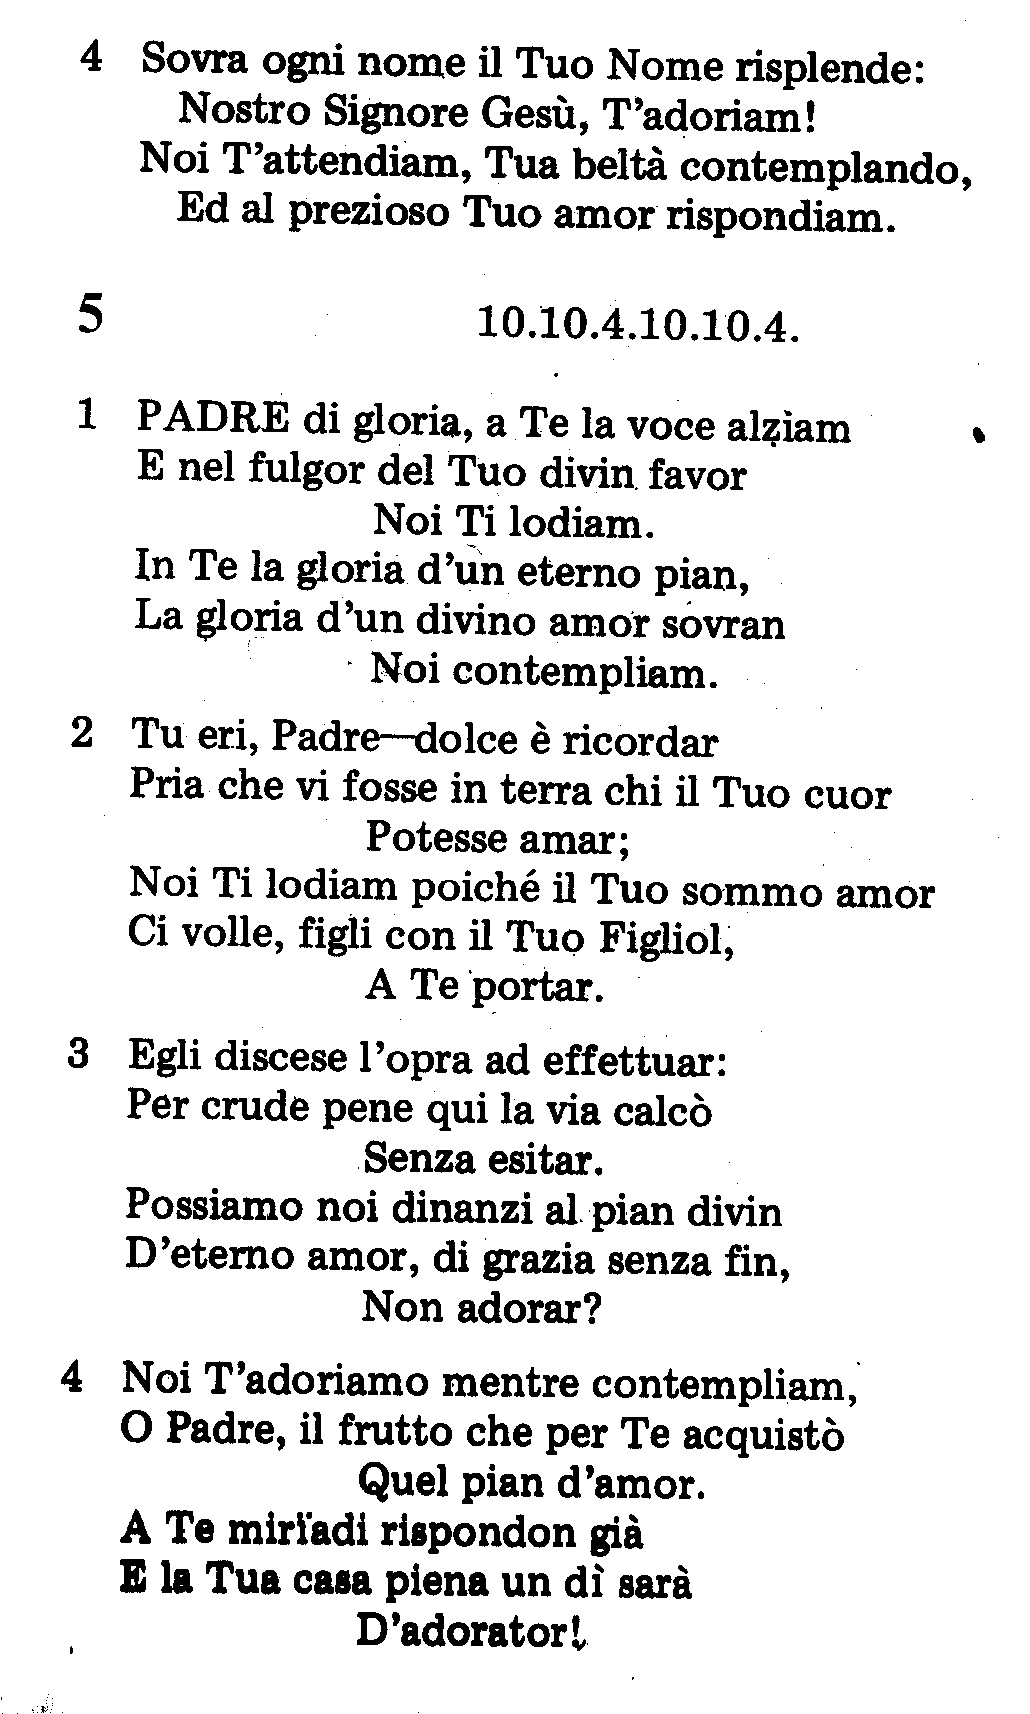 4 Sovra ogni nome il Tuo Nome risplende:
Nostro Signore Gesù, T'adoriam!
Noi T'attendiam, Tua beltà contemplando,
Ed al prezioso Tuo amor rispondiam.
5 10.10.4.10.10.4.
1 PADRE di gloria, a Te la voce alziam
E nel fulgor del Tuo divin favor
Noi Ti lodiam.
In Te la gloria d'un eterno pian,
La gloria d'un divino amor sovran
Noi contempliam.
2 Tu eri, Padre—dolce è ricordar
Pria che vi fosse in terra chi il Tuo cuor
Potesse amar;
Noi Ti lodiam poiché il Tuo sommo amor
Ci volle, figli con il Tuo Figliol,
A Te portar.
3 Egli discese l'opra ad effettuar:
Per crude pene qui la via calcò
Senza esitar.
Possiamo noi dinanzi al pian divin
D'eterno amor, di grazia senza fin,
Non adorar?
4 Noi T'adoriamo mentre contempliam,
O Padre, il frutto che per Te acquistò
Quel pian d'amor.
A Te mirïadi rispondon già
E la Tua casa piena un dì sarà
D'adorator!